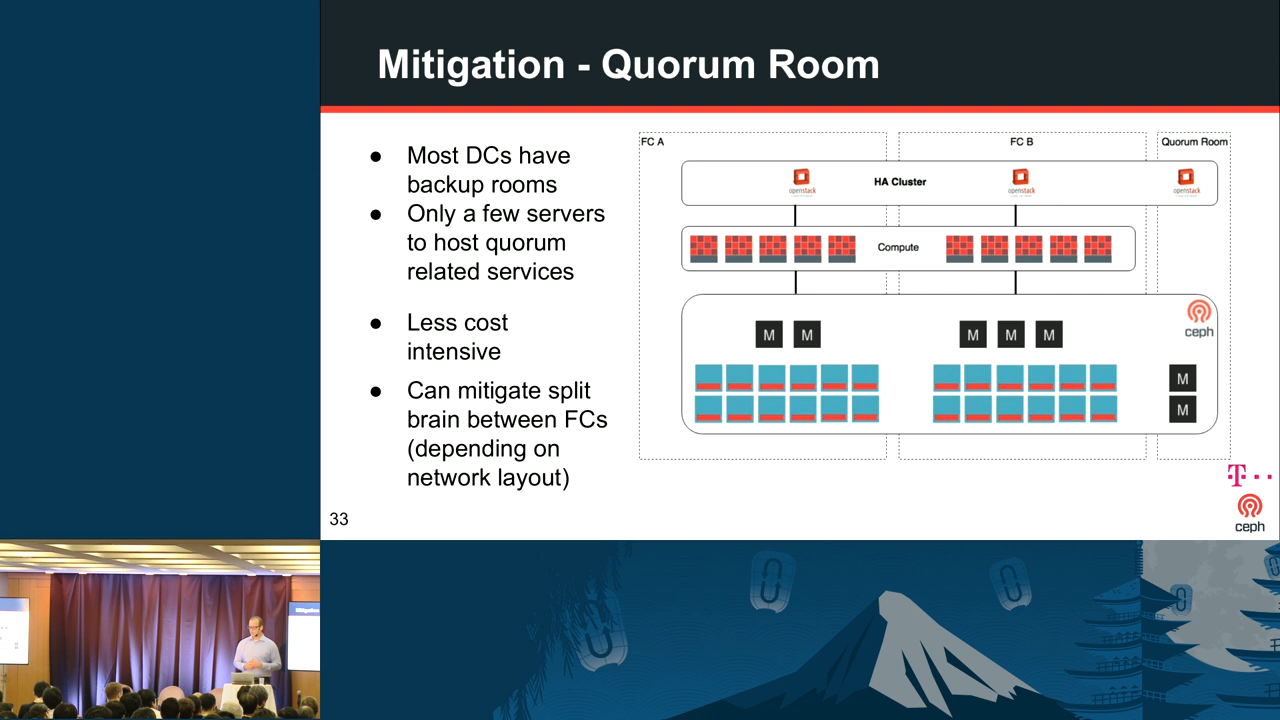 Mitigation - Quorum Room
● Most DCs have
backup rooms
● Only a few servers
to host quorum
related services
● Less cost
intensive
● Can mitigate split
brain between FCs
(depending on
network layout)
33
FC A
FC B
Quorum Room
openstack
HA Cluster
openstack
openstack
Compute
ceph
M M
M M M
M
M
T
ceph